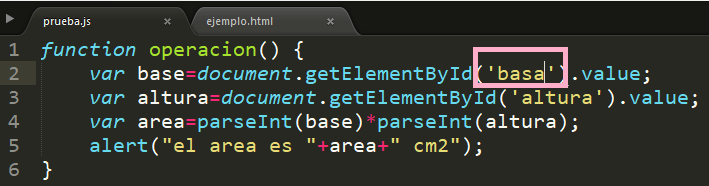 prueba.js ejemplo.html
1 function operacion() {
2 var base=document.getElementById('basa').value;
3 var altura=document.getElementById('altura').value;
4 var area=parseInt(base)*parseInt(altura);
5 alert("el area es "+area+" cm2");
6 }